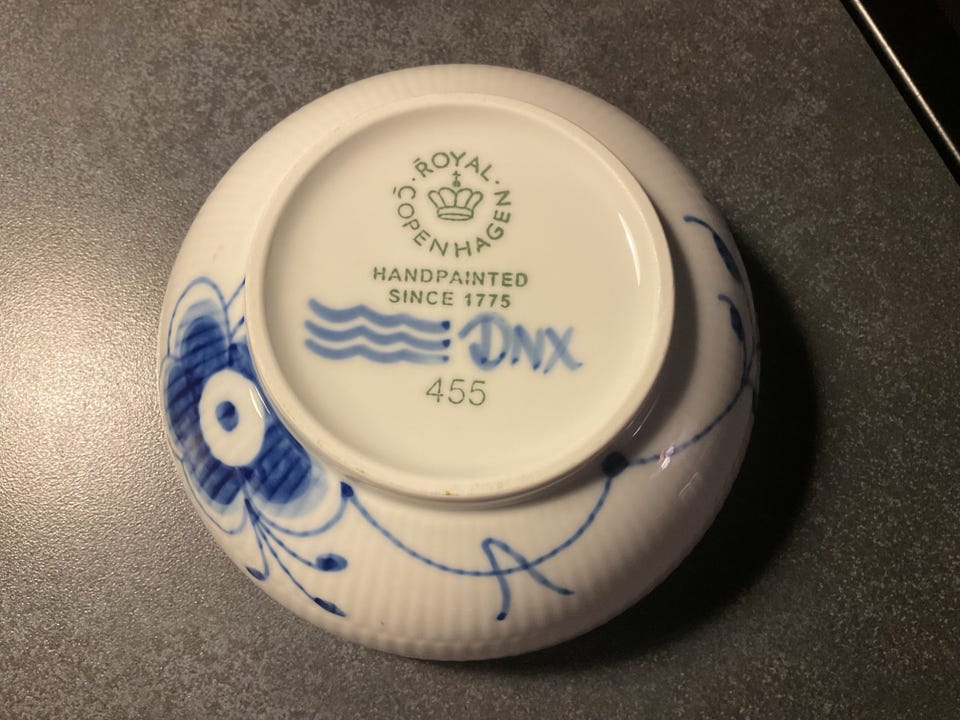 ROYAL COPENHAGEN
HANDPAINTED
SINCE 1775
DNX
455